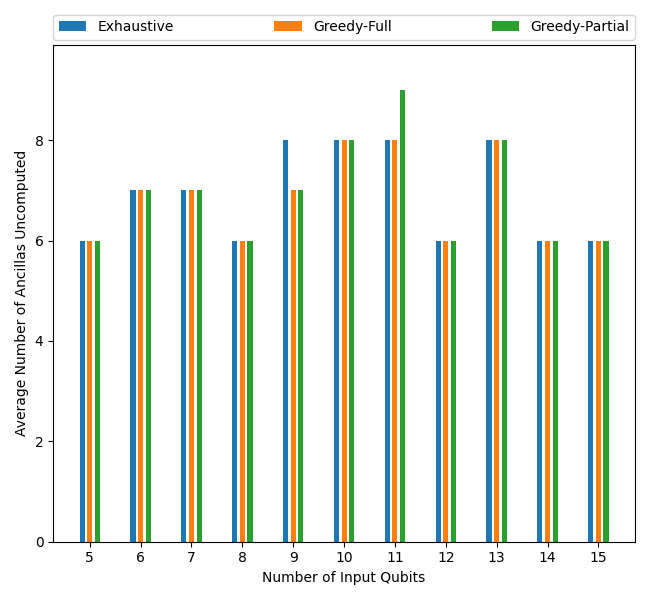 Exhaustive Greedy-Full Greedy-Partial
Average Number of Ancillas Uncomputed
8
6
4
2
0
5 6 7 8 9 10 11 12 13 14 15
Number of Input Qubits